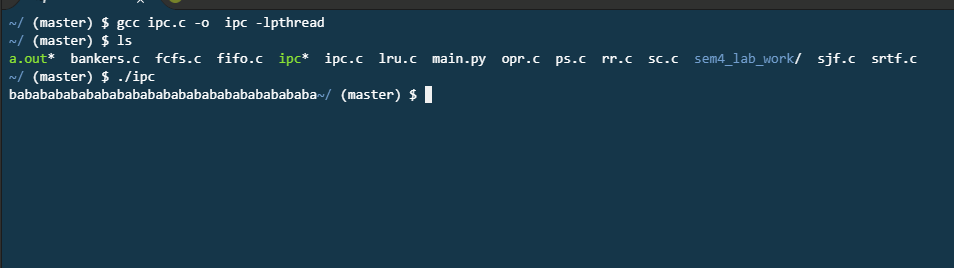 ~/ (master) $ gcc ipc.c -o  ipc -lpthread
~/ (master) $ ls
a.out*  bankers.c  fcfs.c  fifo.c  ipc*  ipc.c  lru.c  main.py  opr.c  ps.c  rr.c  sc.c  sem4_lab_work/  sjf.c  srtf.c
~/ (master) $ ./ipc
babababababababababababababababababababa~/ (master) $